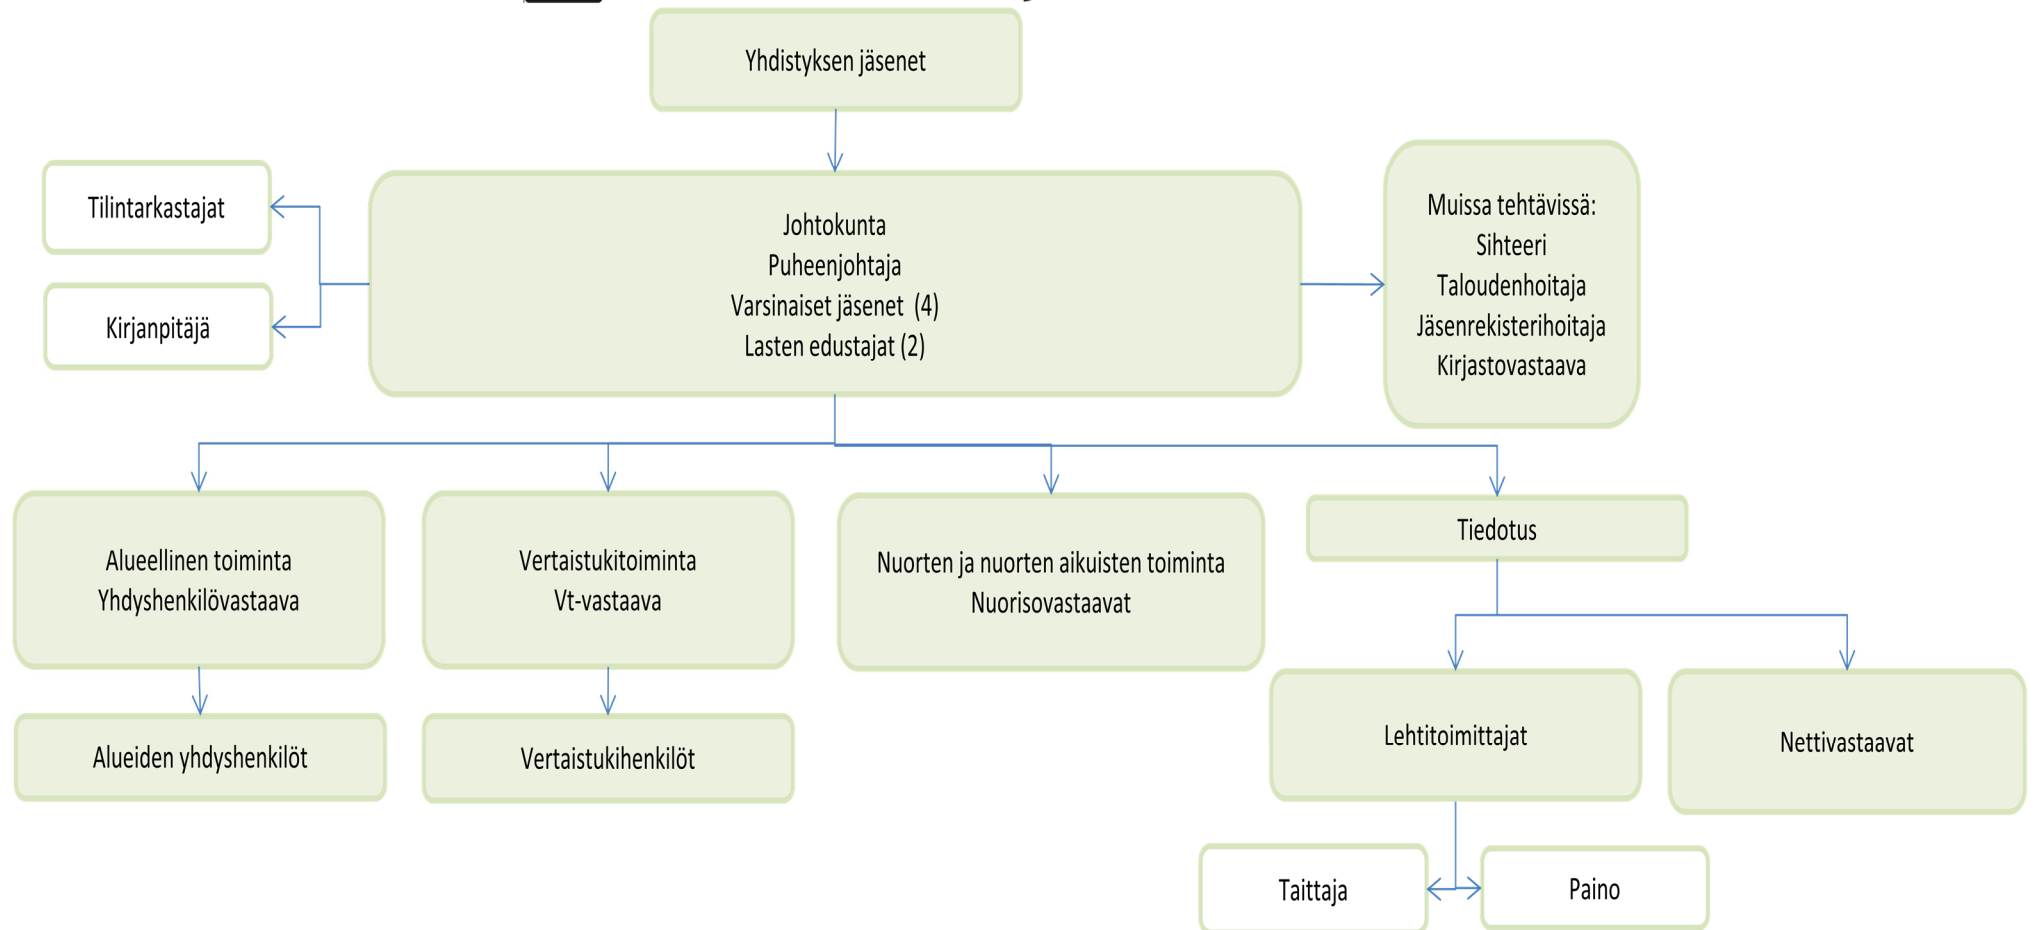 Yhdistyksen jäsenet
Tilintarkastajat
Kirjanpitäjä
Johtokunta
Puheenjohtaja
Varsinaiset jäsenet (4)
Lasten edustajat (2)
Muissa tehtävissä:
Sihteeri
Taloudenhoitaja
Jäsenrekisterihoitaja
Kirjastovastaava
Alueellinen toiminta
Yhdyshenkilövastaava
Vertaistukitoiminta
Vt-vastaava
Nuorten ja nuorten aikuisten toiminta
Nuorisovastaavat
Tiedotus
Alueiden yhdyshenkilöt
Vertaistukihenkilöt
Lehtitoimittajat
Nettivastaavat
Taittaja
Paino